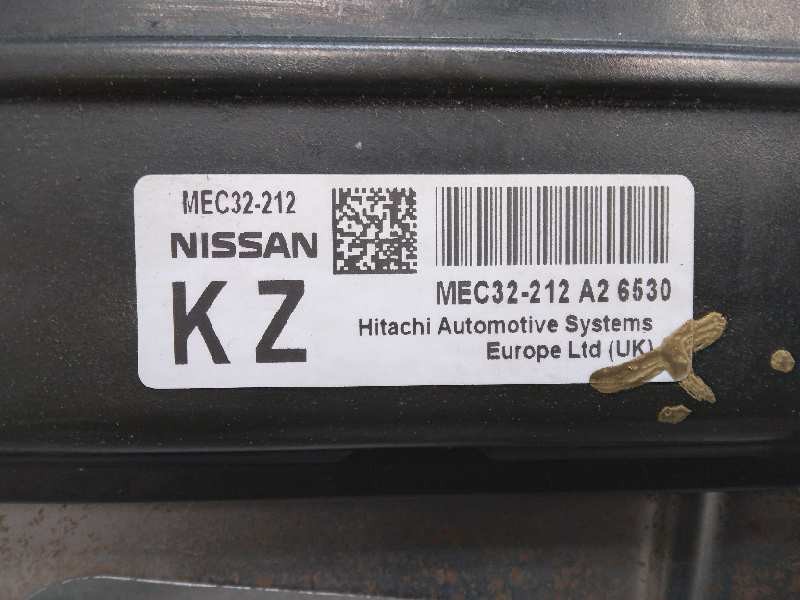 MEC32-212
NISSAN
KZ
MEC32-212 A2 6530
Hitachi Automotive Systems
Europe Ltd (UK)